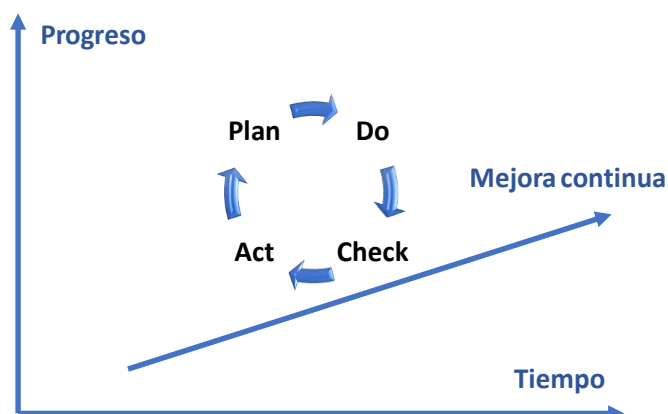 Progreso
Plan
Do
Mejora continua
Act
Check
Tiempo